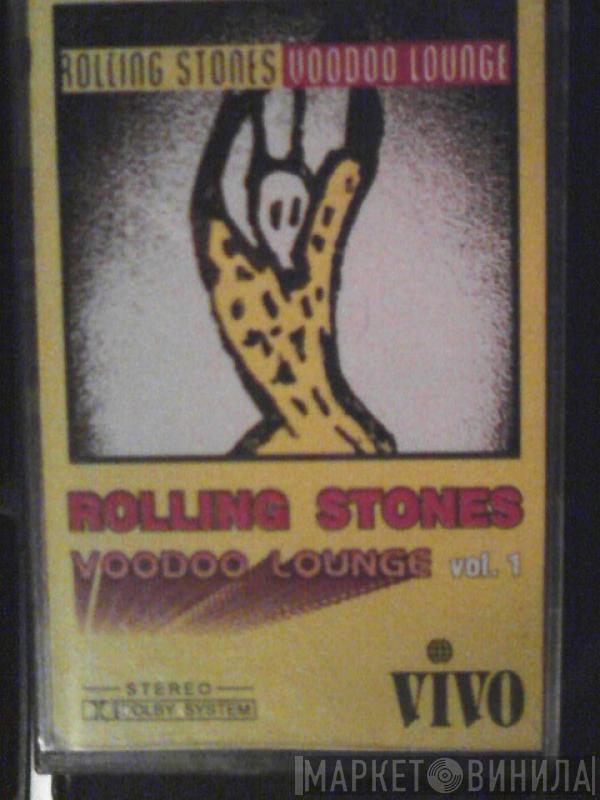 ROLLING STONES VOODOO LOUNGE
ROLLING STONES
VOODOO LOUNGE vol. 1
STEREO
DOLBY SYSTEM
VIVO
МАРКЕТ ВИНИЛА